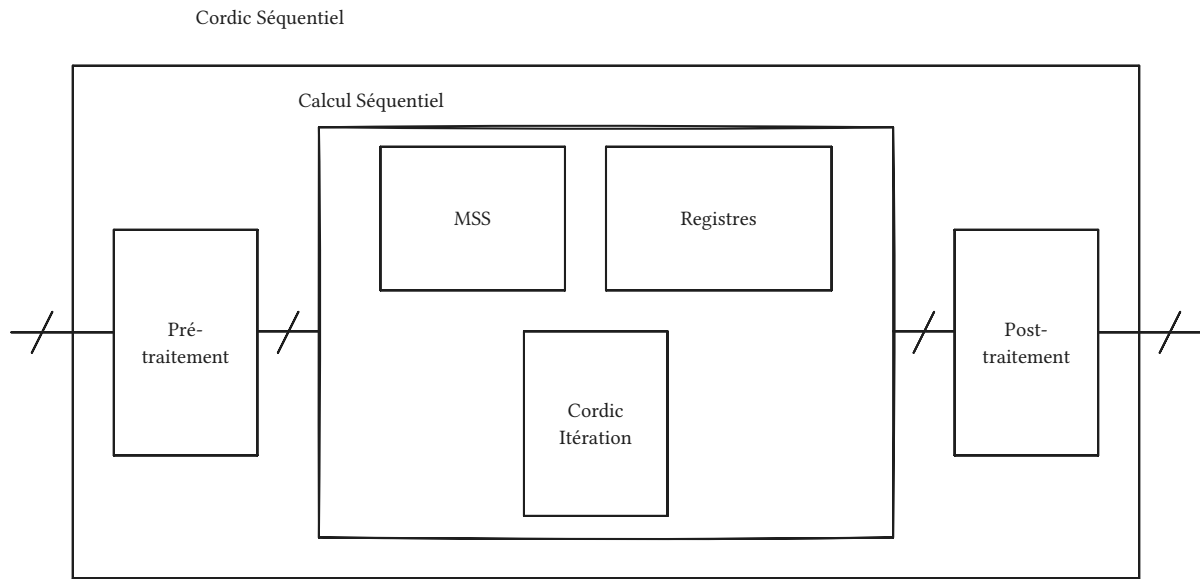 Cordic Séquentiel
Calcul Séquentiel
MSS
Registres
Pré-
traitement
Cordic
Itération
Post-
traitement